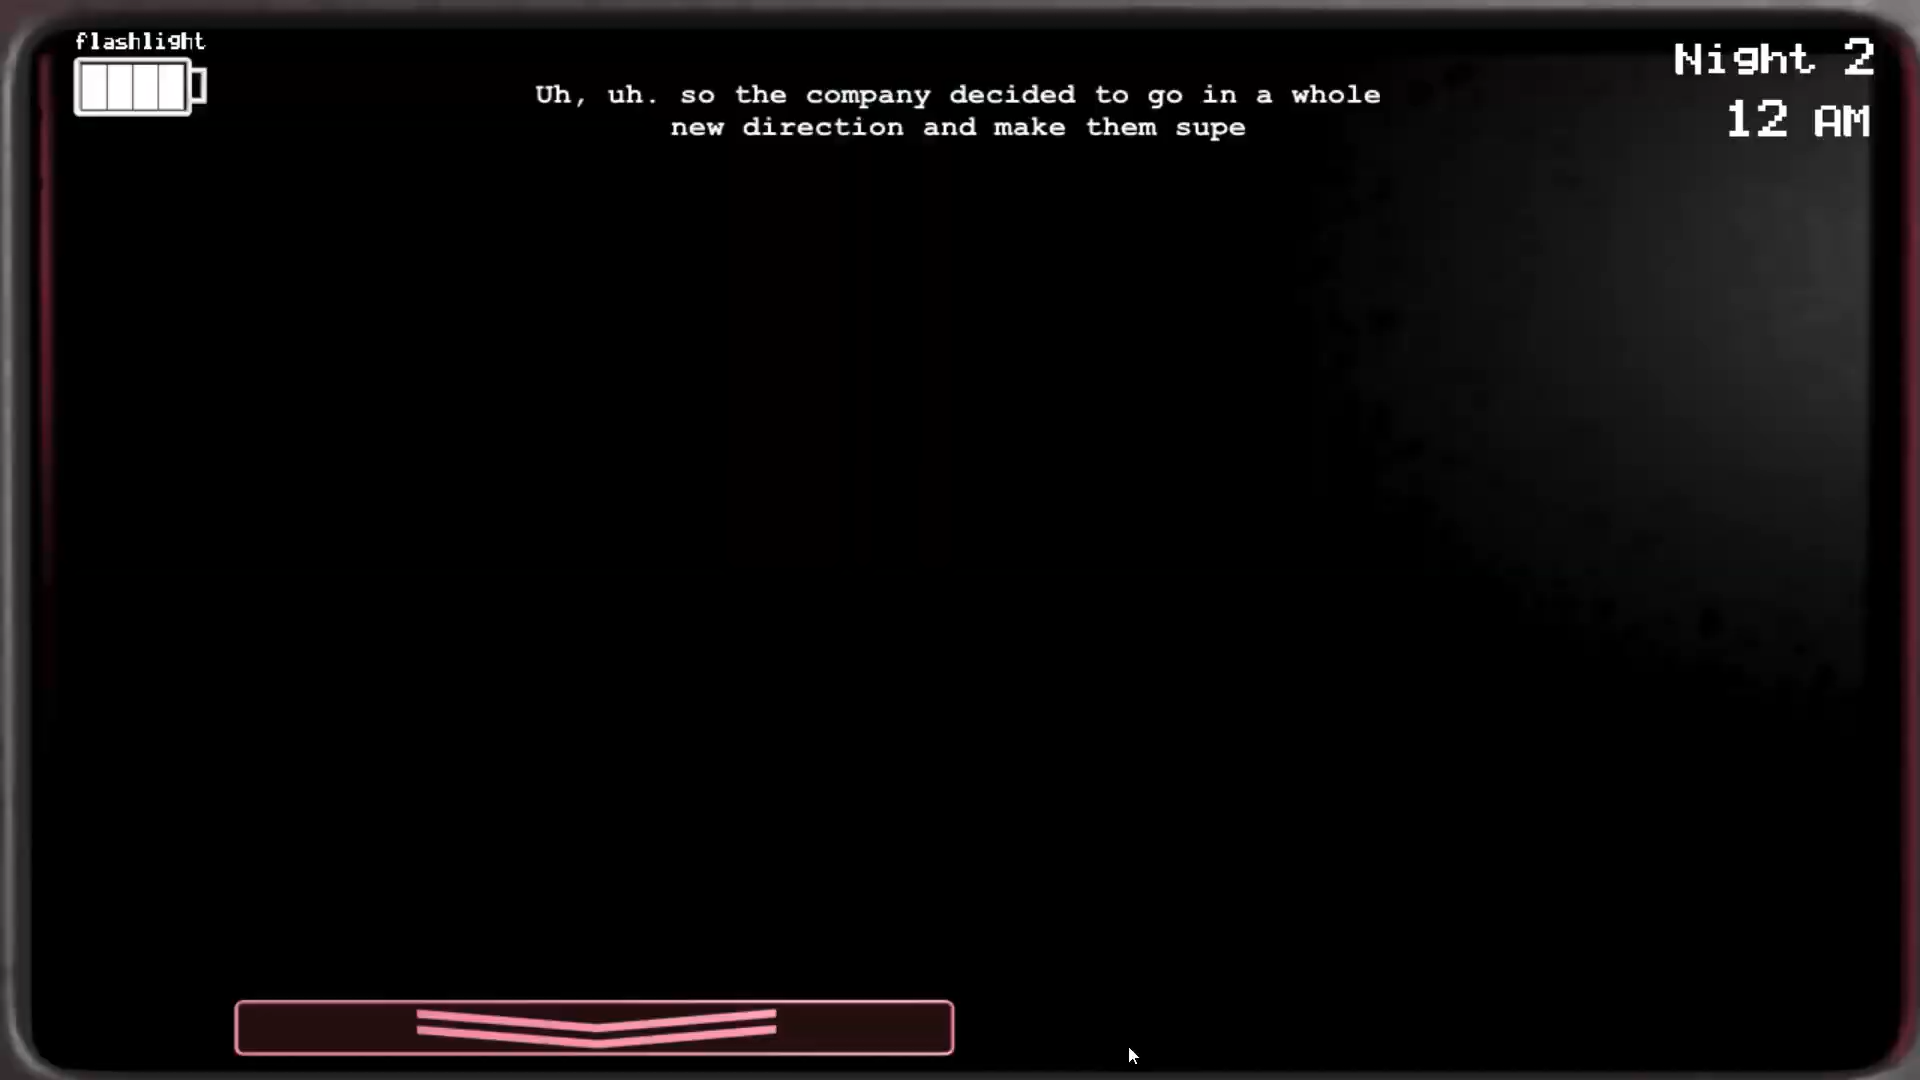 flashlight
Night 2
12 AM
Uh, uh. so the company decided to go in a whole
new direction and make them supe